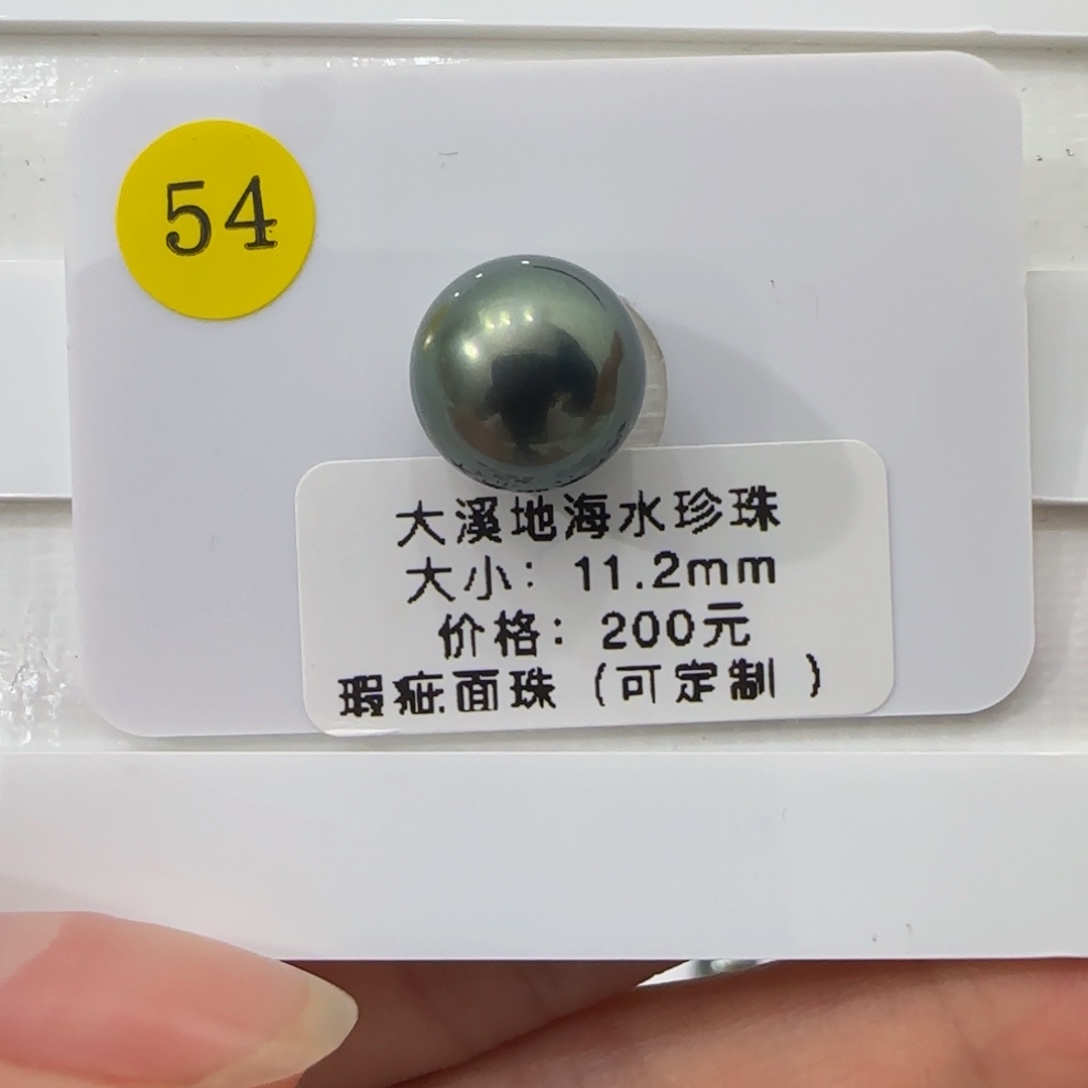 54
大溪地海水珍珠
大小：11.2mm
价格：200元
瑕疵面珠（可定制 ）